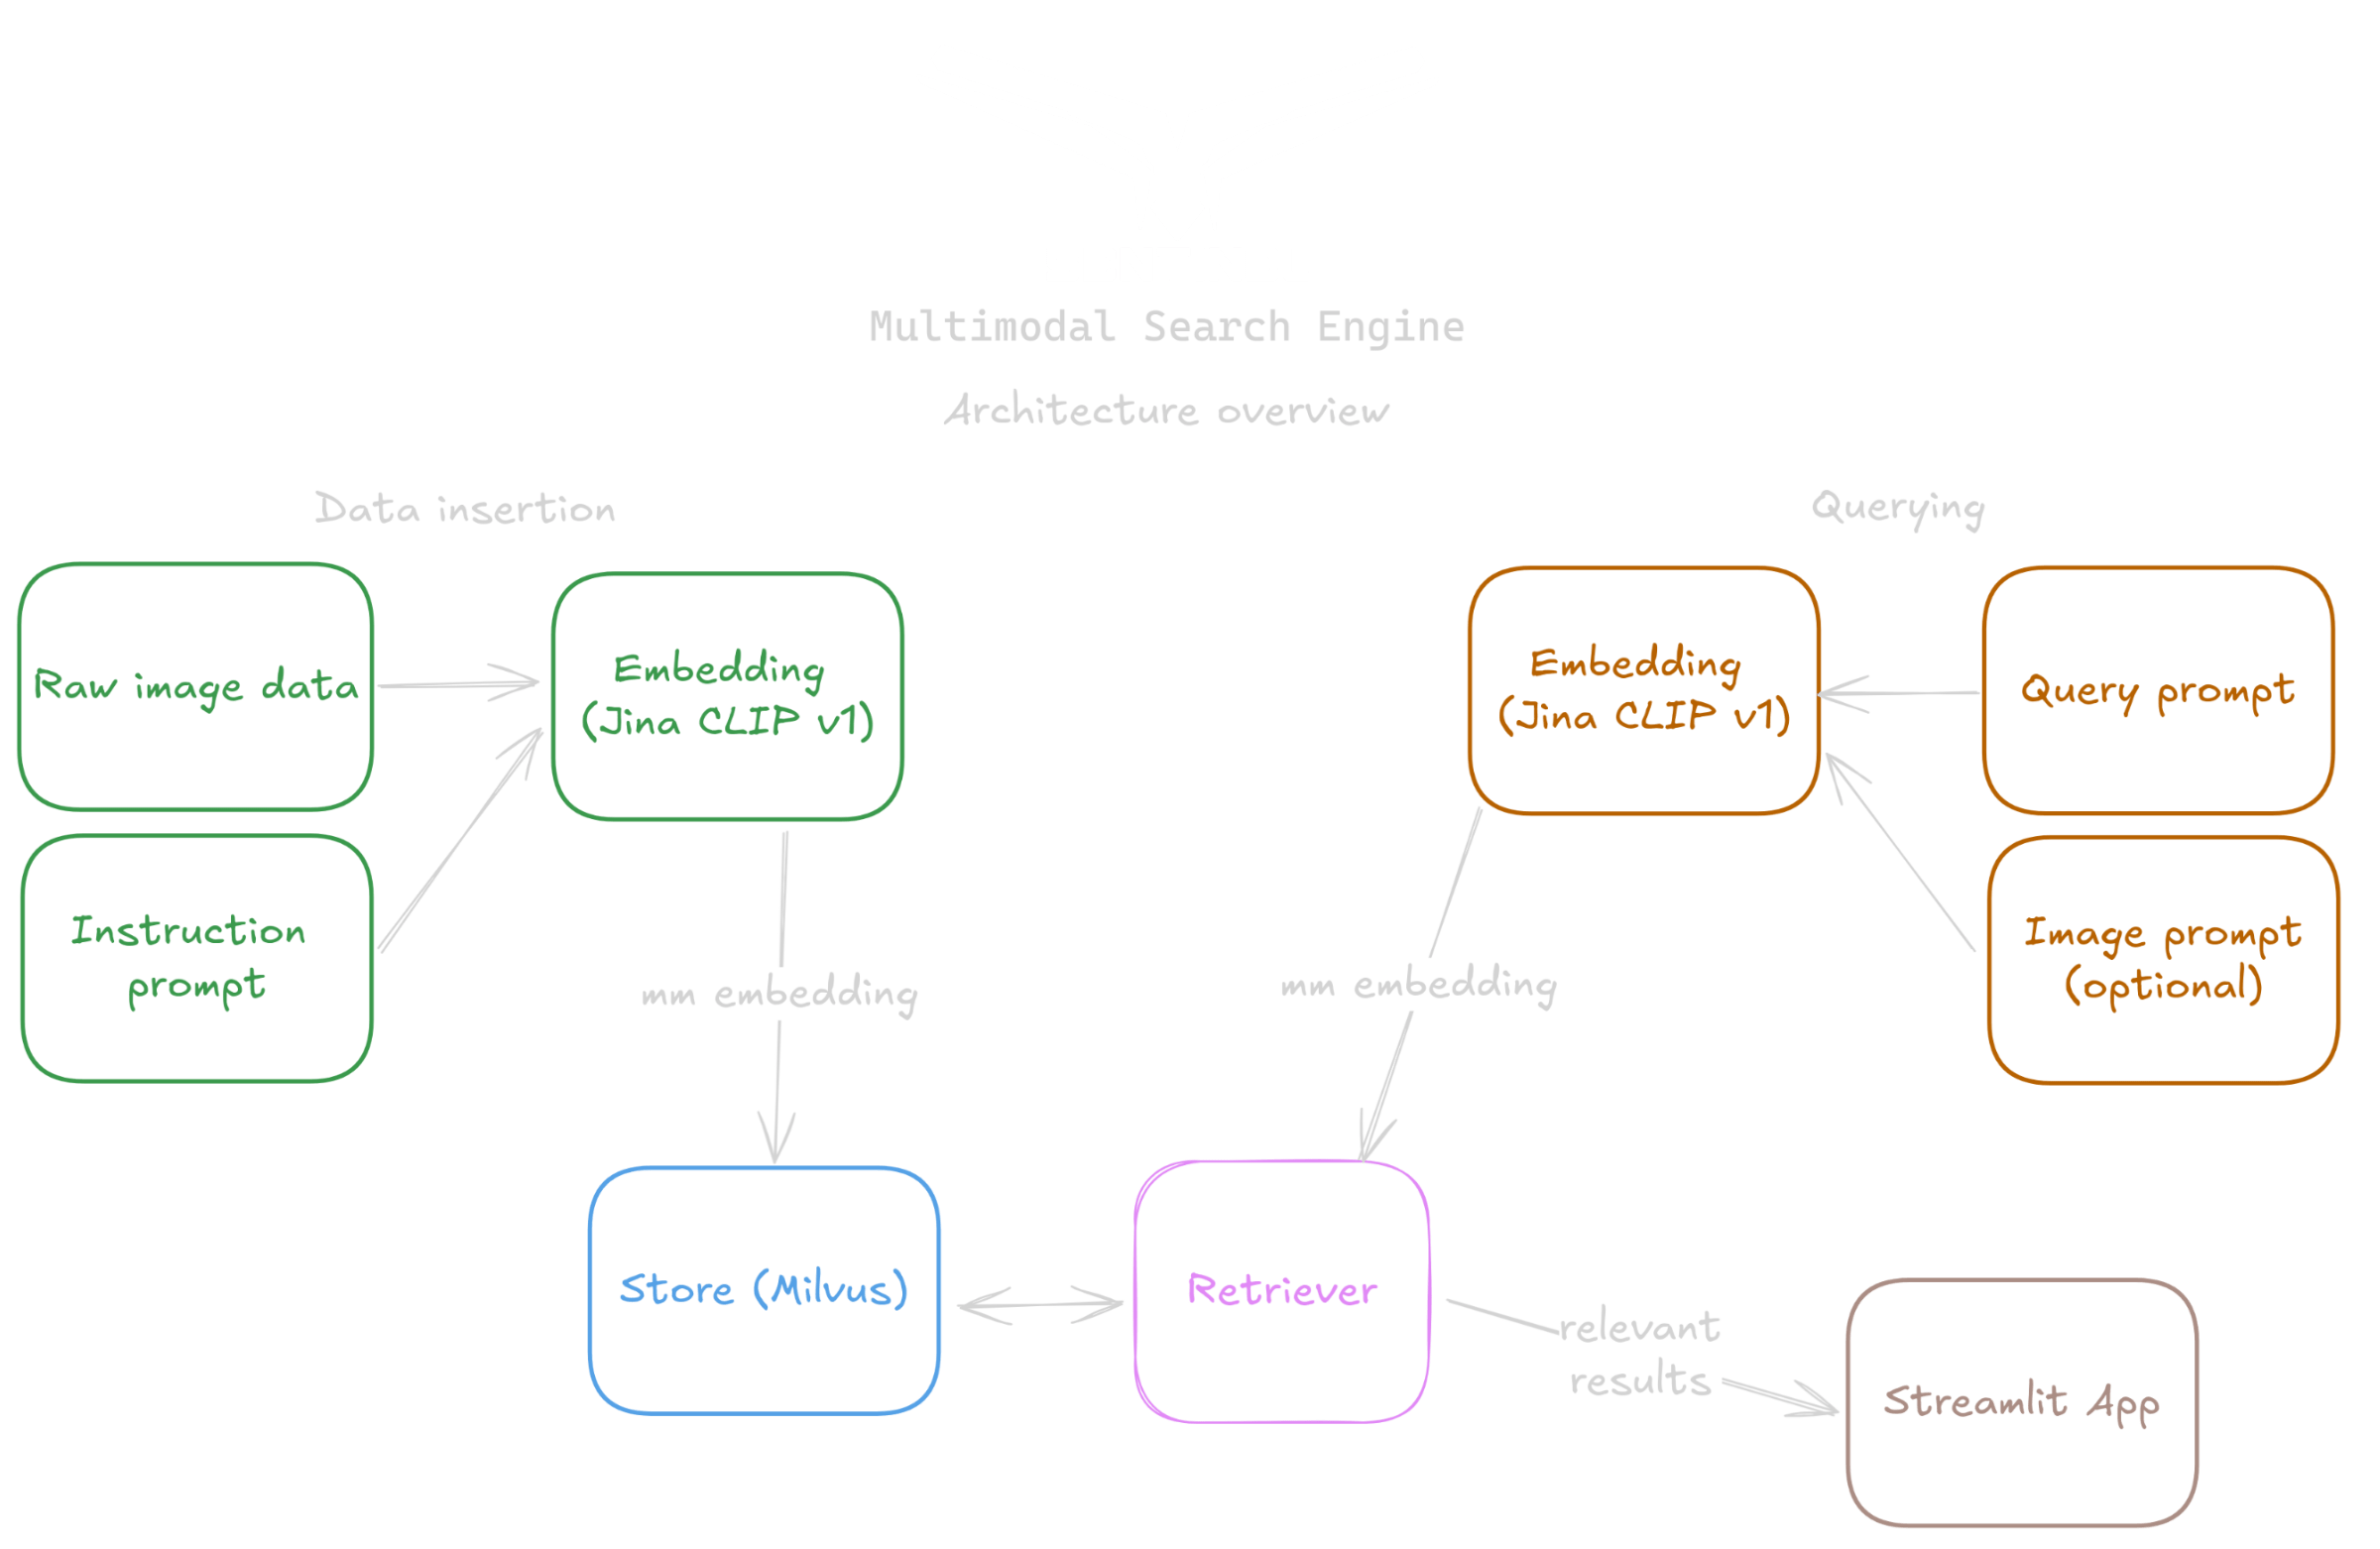 Multimodal Search Engine
Architecture overview
Data insertion
Querying
Raw image data
Embedding
(Jina CLIP v1)
Embedding
(Jina CLIP v1)
Query prompt
Instruction
prompt
Image prompt
(optional)
mm embedding
mm embedding
Store (Milvus)
Retriever
relevant
results
Streamlit App